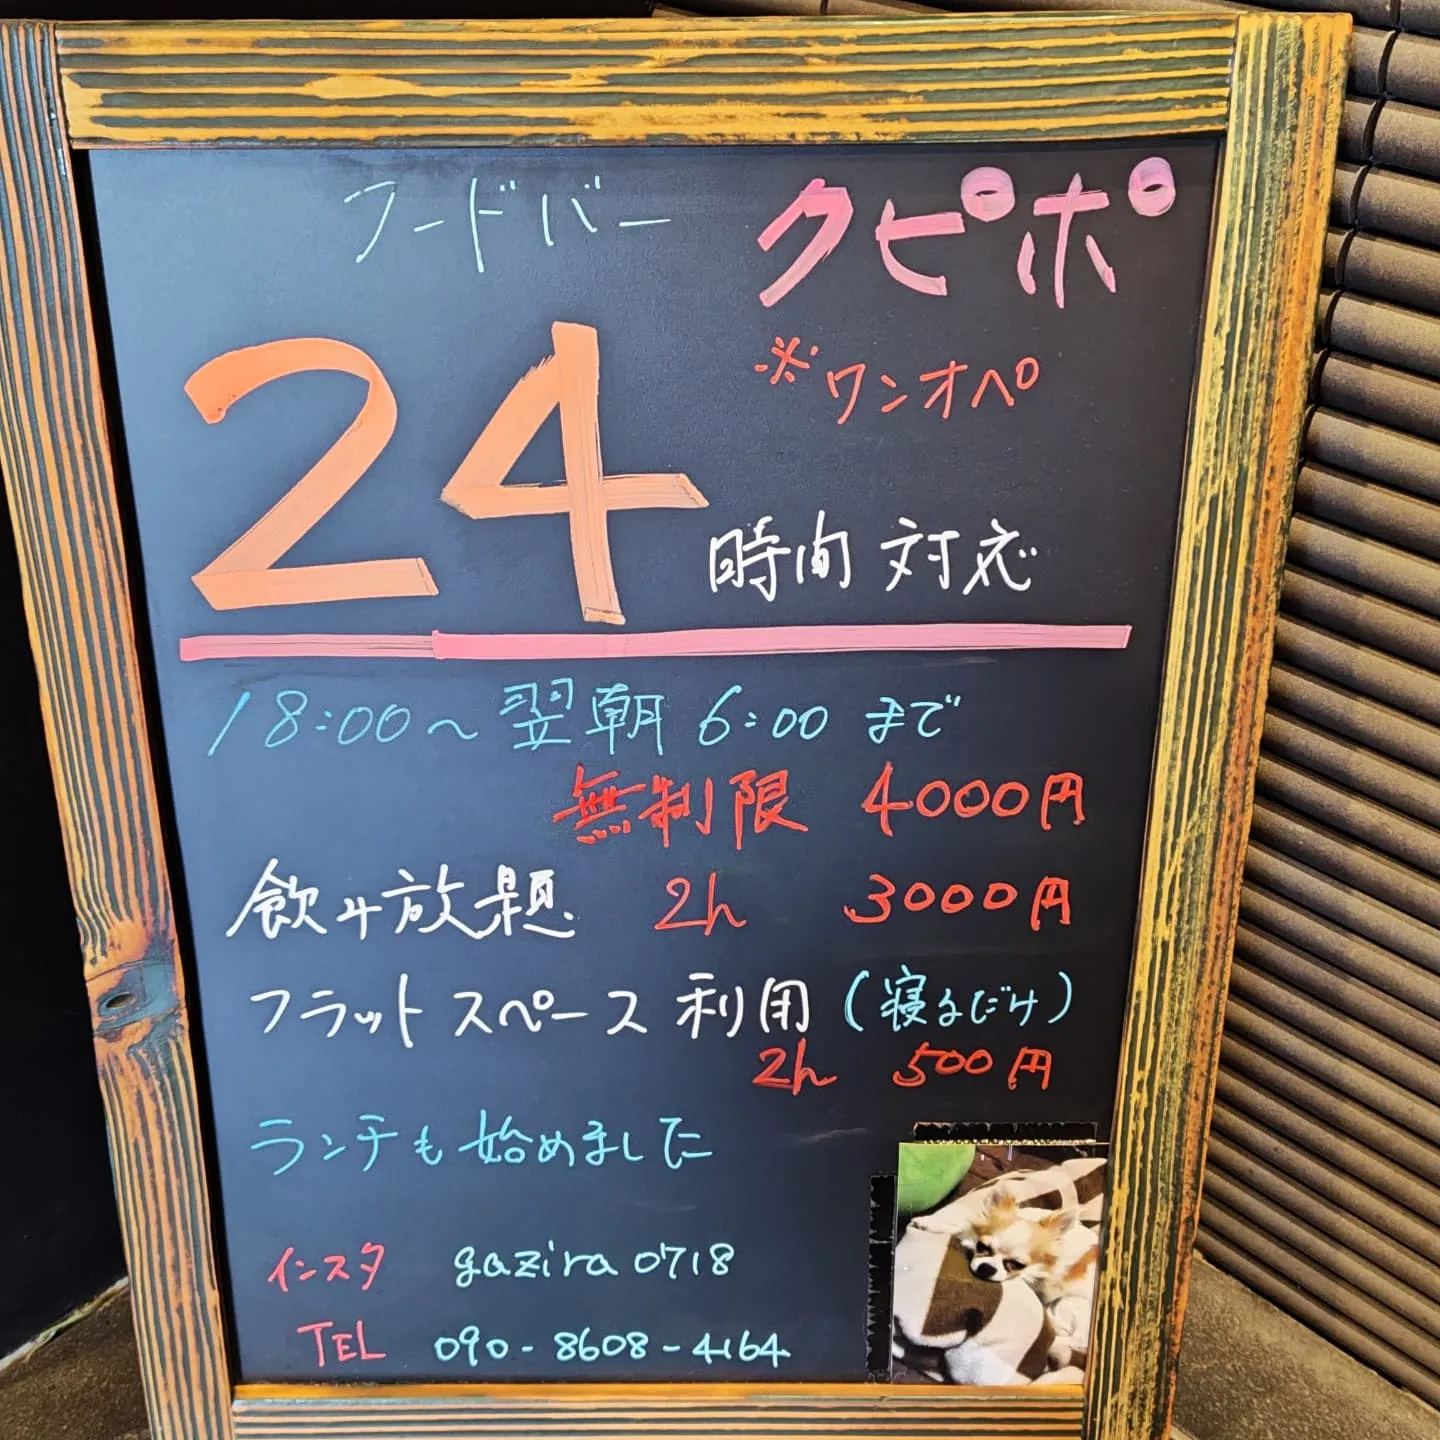 フードバー クピポ
※ワンオペ
24時間対応
18:00～翌朝6:00まで
無制限 4000円
飲み放題 2h 3000円
フラットスペース利用(寝るだけ)
2h 500円
ランチも始めました
インスタ gazira0718
TEL 090-8608-4164